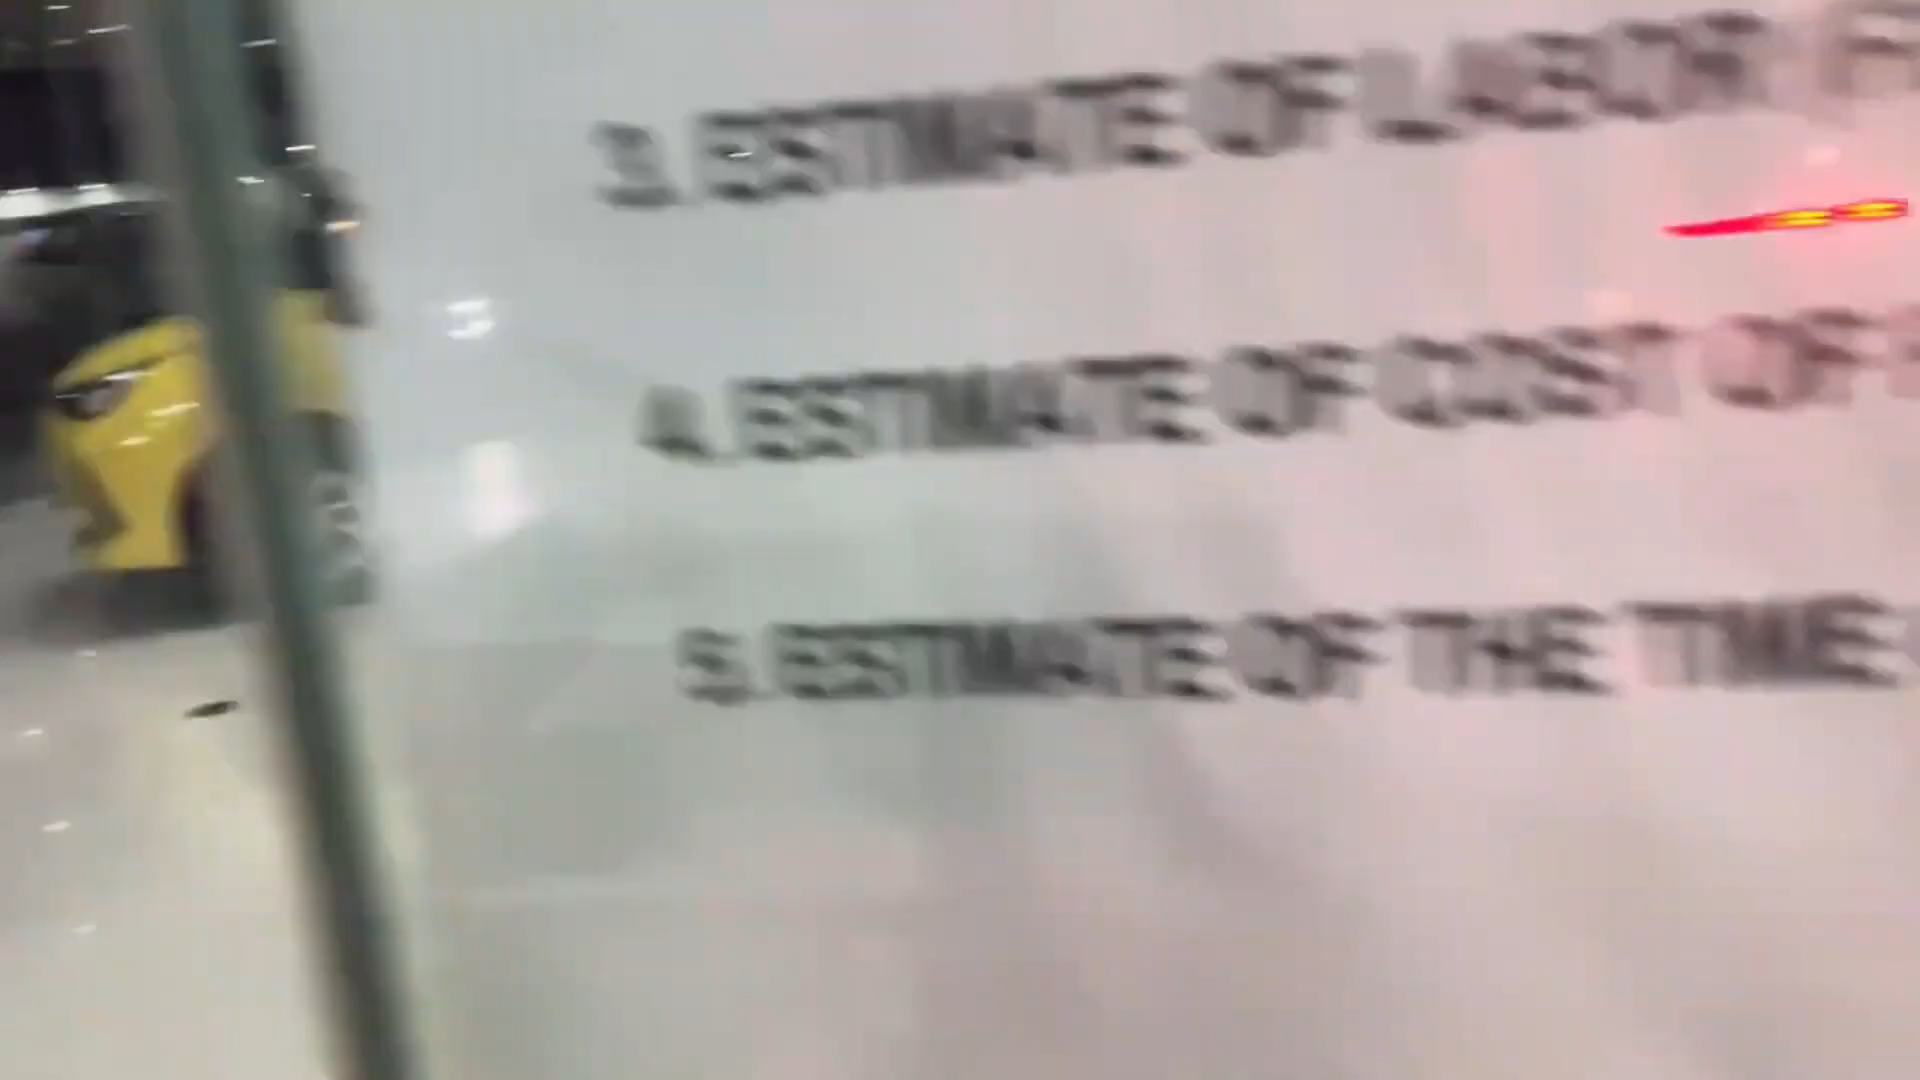 3. ESTIMATE OF LABOR
4. ESTIMATE OF COST OF
5. ESTIMATE OF THE TIME